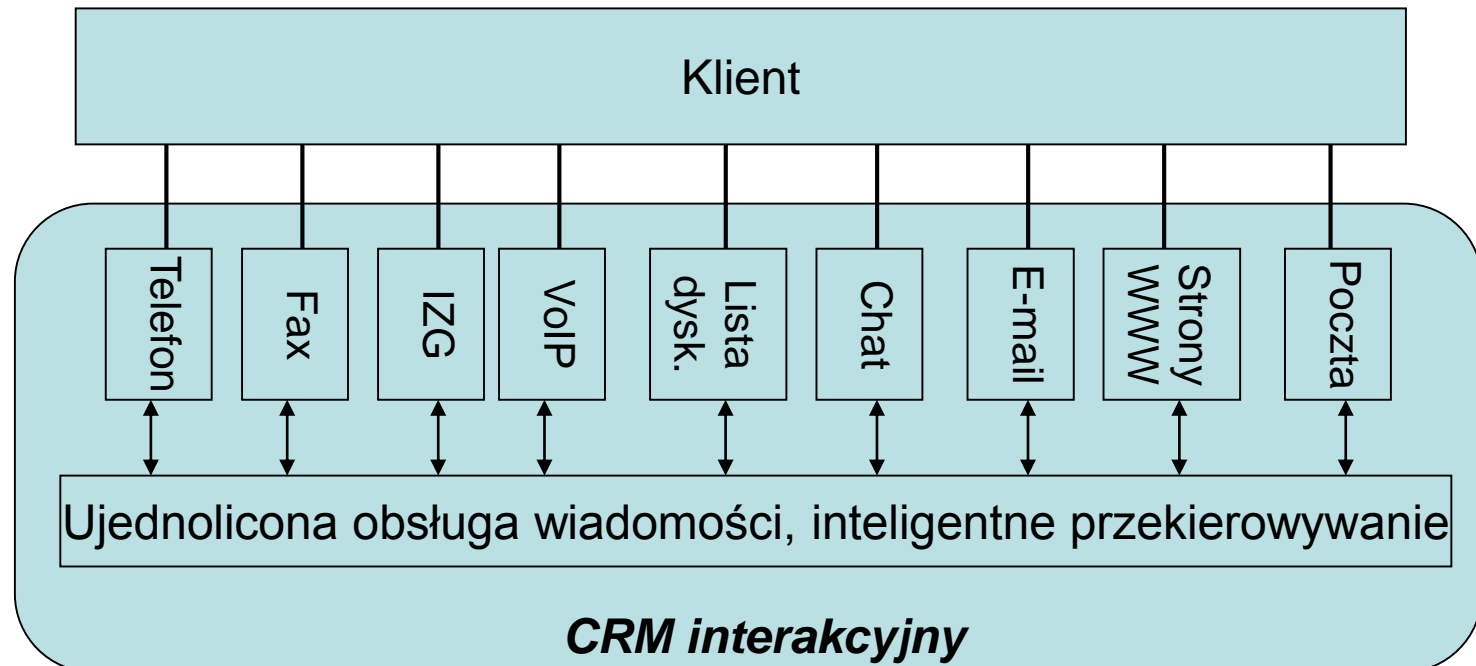 Klient
Telefon
Fax
IZG
VoIP
Lista
dysk.
Chat
E-mail
Strony
WWW
Poczta
Ujednolicona obsługa wiadomości, inteligentne przekierowywanie
CRM interakcyjny